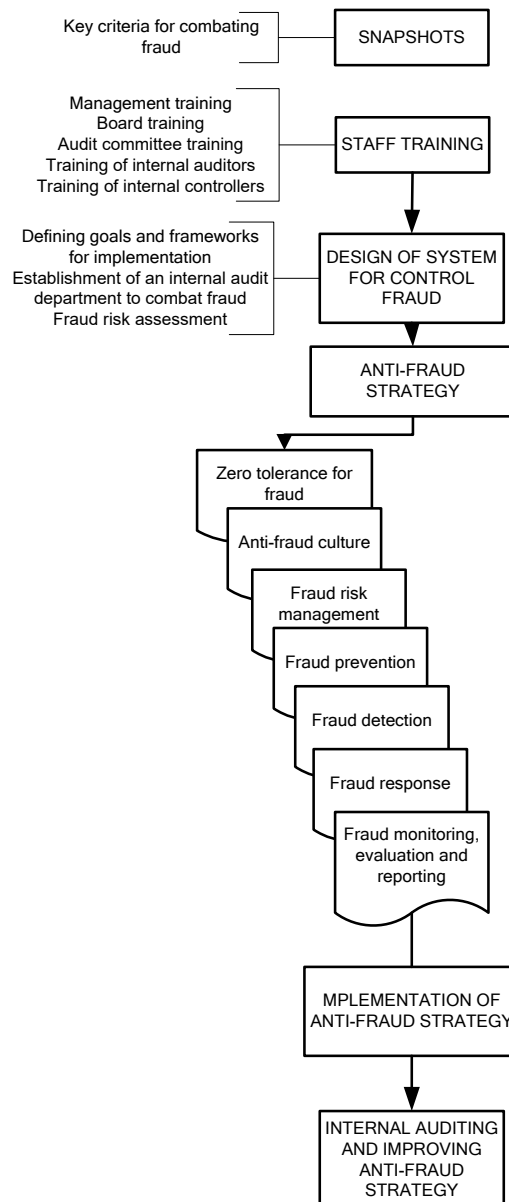 Key criteria for combating
fraud
SNAPSHOTS
Management training
Board training
Audit committee training
Training of internal auditors
Training of internal controllers
STAFF TRAINING
Defining goals and frameworks
for implementation
Establishment of an internal audit
department to combat fraud
Fraud risk assessment
DESIGN OF SYSTEM
FOR CONTROL
FRAUD
ANTI-FRAUD
STRATEGY
Zero tolerance for
fraud
Anti-fraud culture
Fraud risk
management
Fraud prevention
Fraud detection
Fraud response
Fraud monitoring,
evaluation and
reporting
MPLEMENTATION OF
ANTI-FRAUD STRATEGY
INTERNAL AUDITING
AND IMPROVING
ANTI-FRAUD
STRATEGY